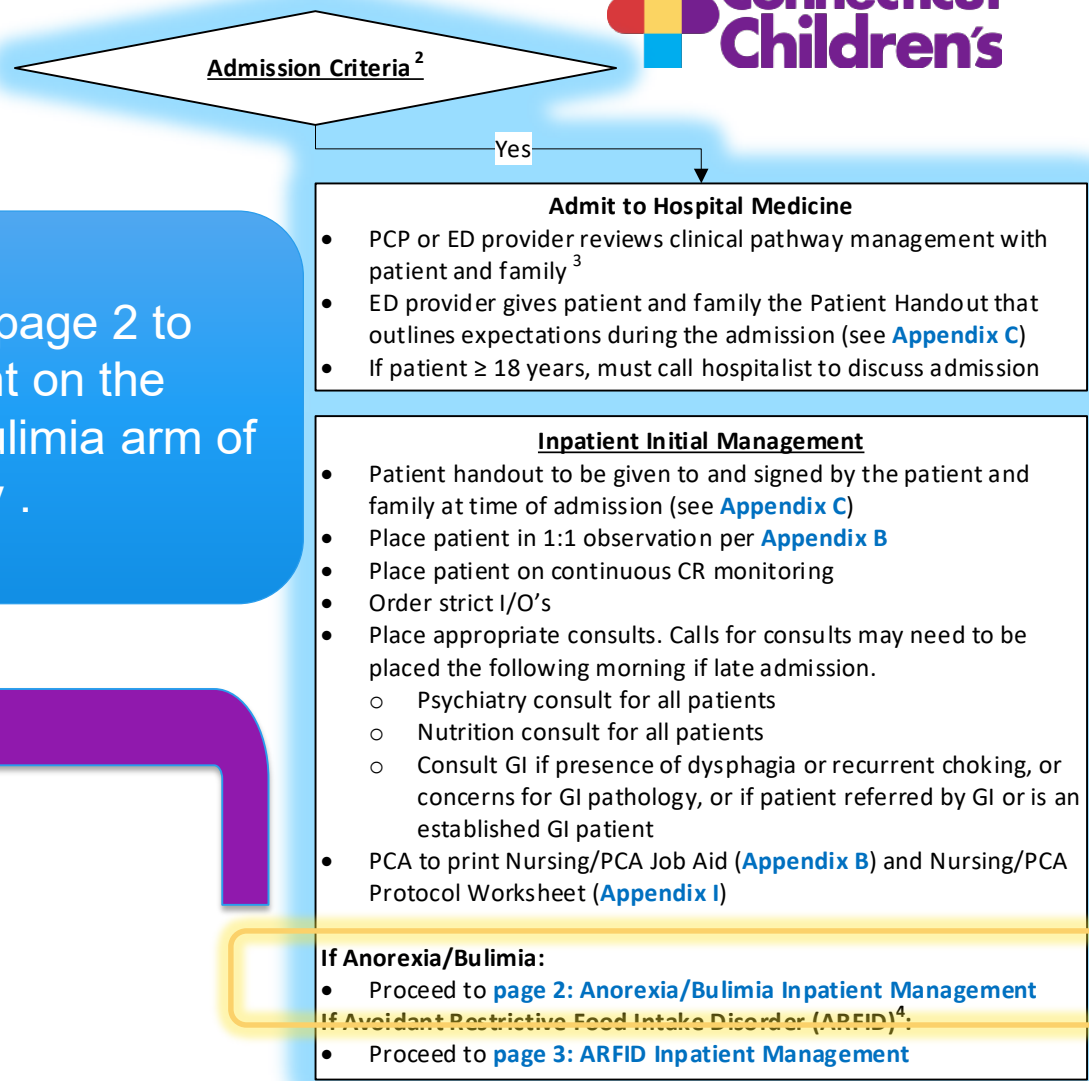 Connecticut
Children's
Admission Criteria 2
Yes
Admit to Hospital Medicine
• PCP or ED provider reviews clinical pathway management with
patient and family 3
• ED provider gives patient and family the Patient Handout that
outlines expectations during the admission (see Appendix C)
• If patient ≥ 18 years, must call hospitalist to discuss admission
page 2 to
nt on the
ulimia arm of
.
Inpatient Initial Management
• Patient handout to be given to and signed by the patient and
family at time of admission (see Appendix C)
• Place patient in 1:1 observation per Appendix B
• Place patient on continuous CR monitoring
• Order strict I/O's
• Place appropriate consults. Calls for consults may need to be
placed the following morning if late admission.
o Psychiatry consult for all patients
o Nutrition consult for all patients
o Consult GI if presence of dysphagia or recurrent choking, or
concerns for GI pathology, or if patient referred by GI or is an
established GI patient
• PCA to print Nursing/PCA Job Aid (Appendix B) and Nursing/PCA
Protocol Worksheet (Appendix I)
If Anorexia/Bulimia:
• Proceed to page 2: Anorexia/Bulimia Inpatient Management
If Avoidant Restrictive Food Intake Disorder (ARFID)4:
• Proceed to page 3: ARFID Inpatient Management